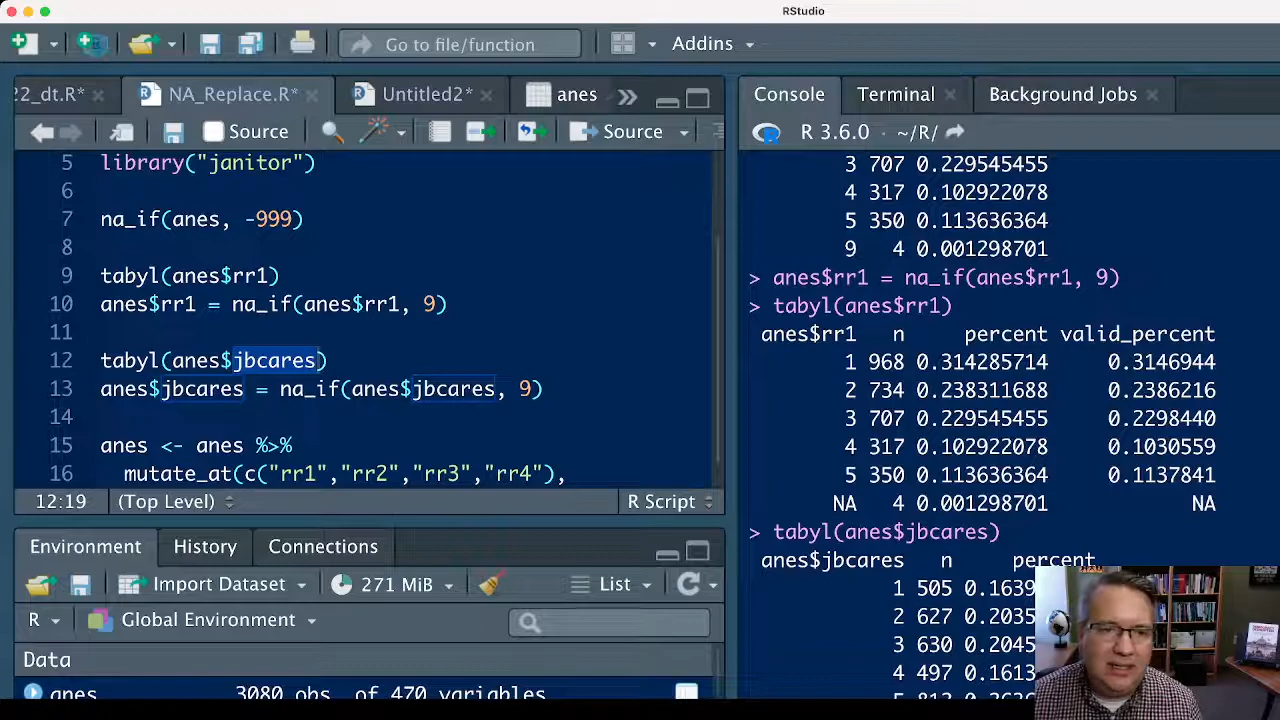 RStudio
Go to file/function
Addins
22_dt.R*
NA_Replace.R*
Untitled2*
anes
Source
Source
5 library("janitor")
6
7 na_if(anes, -999)
8
9 tabyl(anes$rr1)
10 anes$rr1 = na_if(anes$rr1, 9)
11
12 tabyl(anes$jbcares)
13 anes$jbcares = na_if(anes$jbcares, 9)
14
15 anes <- anes %>%
16 mutate_at(c("rr1","rr2","rr3","rr4"),
12:19 (Top Level) R Script
Environment History Connections
Import Dataset 271 MiB List
R Global Environment
Data
anes 3080 obs. of 470 variables
Console Terminal Background Jobs
R 3.6.0 · ~/R/
3 707 0.229545455
4 317 0.102922078
5 350 0.113636364
9 4 0.001298701
> anes$rr1 = na_if(anes$rr1, 9)
> tabyl(anes$rr1)
anes$rr1 n percent valid_percent
1 968 0.314285714 0.3146944
2 734 0.238311688 0.2386216
3 707 0.229545455 0.2298440
4 317 0.102922078 0.1030559
5 350 0.113636364 0.1137841
NA 4 0.001298701 NA
> tabyl(anes$jbcares)
anes$jbcares n percent
1 505 0.1639
2 627 0.2035
3 630 0.2045
4 497 0.1613